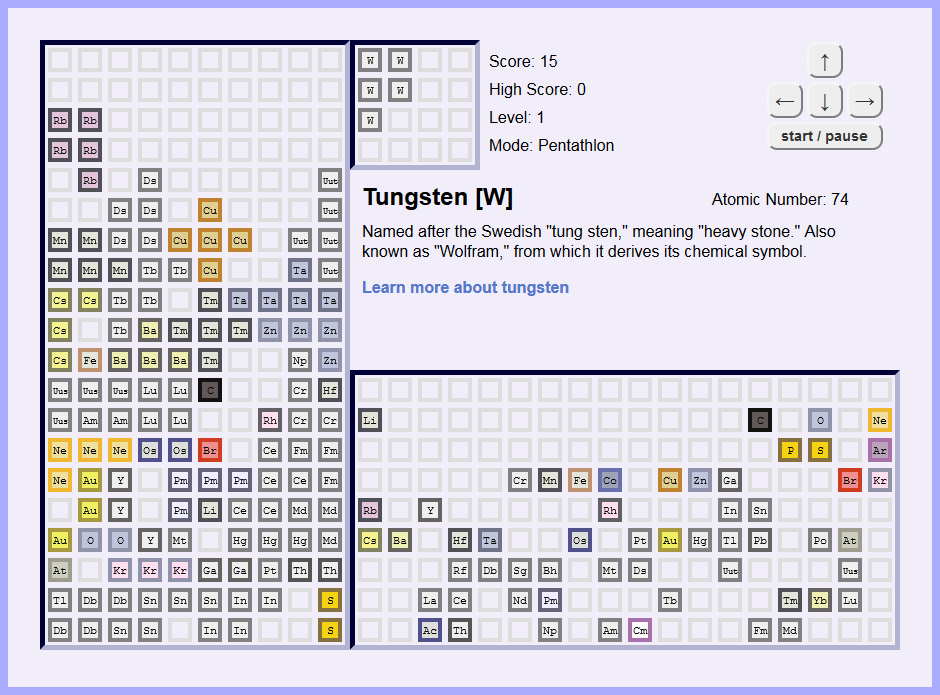 Rb Rb
Rb Rb
Rb Ds Uut
Ds Ds Cu Uut
Mn Mn Ds Ds Cu Cu Cu Uut Uut
Mn Mn Mn Tb Tb Cu Ta Uut
Cs Cs Tb Tb Tm Ta Ta Ta Ta
Cs Tb Ba Tm Tm Tm Zn Zn Zn
Cs Fe Ba Ba Ba Tm Np Zn
Uus Uus Uus Lu Lu C Cr Hf
Uus Am Am Lu Lu Rh Cr Cr
Ne Ne Ne Os Os Br Ce Fm Fm
Ne Au Y Pm Pm Pm Ce Ce Fm
Au Y Pm Li Ce Ce Md Md
Au O O Y Mt Hg Hg Hg Md
At Kr Kr Kr Ga Ga Pt Th Th
Tl Db Db Sn Sn Sn In In S
Db Db Sn Sn In In S
W W
W W
W
Score: 15
High Score: 0
Level: 1
Mode: Pentathlon
↑
← ↓ →
start / pause
Tungsten [W] Atomic Number: 74
Named after the Swedish "tung sten," meaning "heavy stone." Also
known as "Wolfram," from which it derives its chemical symbol.
Learn more about tungsten
Li C O Ne
P S Ar
Cr Mn Fe Co Cu Zn Ga Br Kr
Rb Y Rh In Sn
Cs Ba Hf Ta Os Pt Au Hg Tl Pb Po At
Rf Db Sg Bh Mt Ds Uut Uus
La Ce Nd Pm Tb Tm Yb Lu
Ac Th Np Am Cm Fm Md